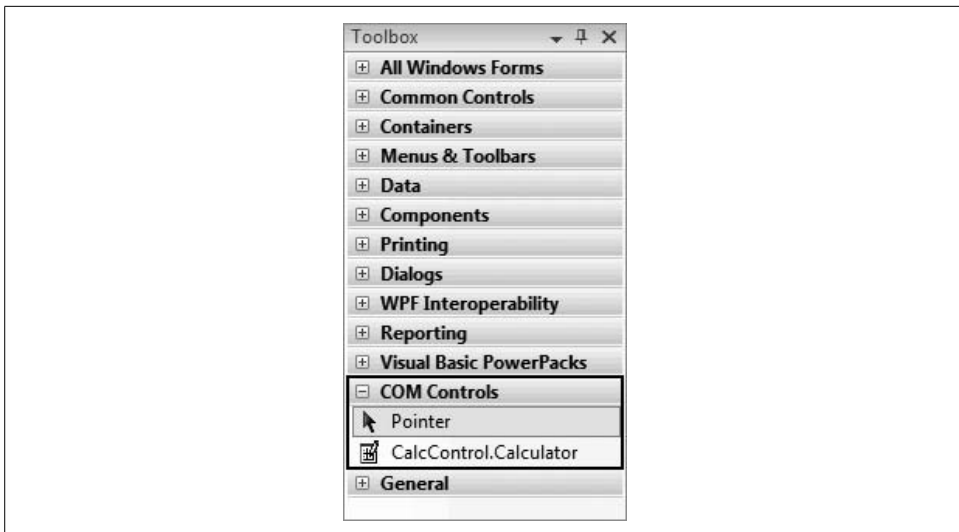 Toolbox
All Windows Forms
Common Controls
Containers
Menus & Toolbars
Data
Components
Printing
Dialogs
WPF Interoperability
Reporting
Visual Basic PowerPacks
COM Controls
Pointer
CalcControl.Calculator
General